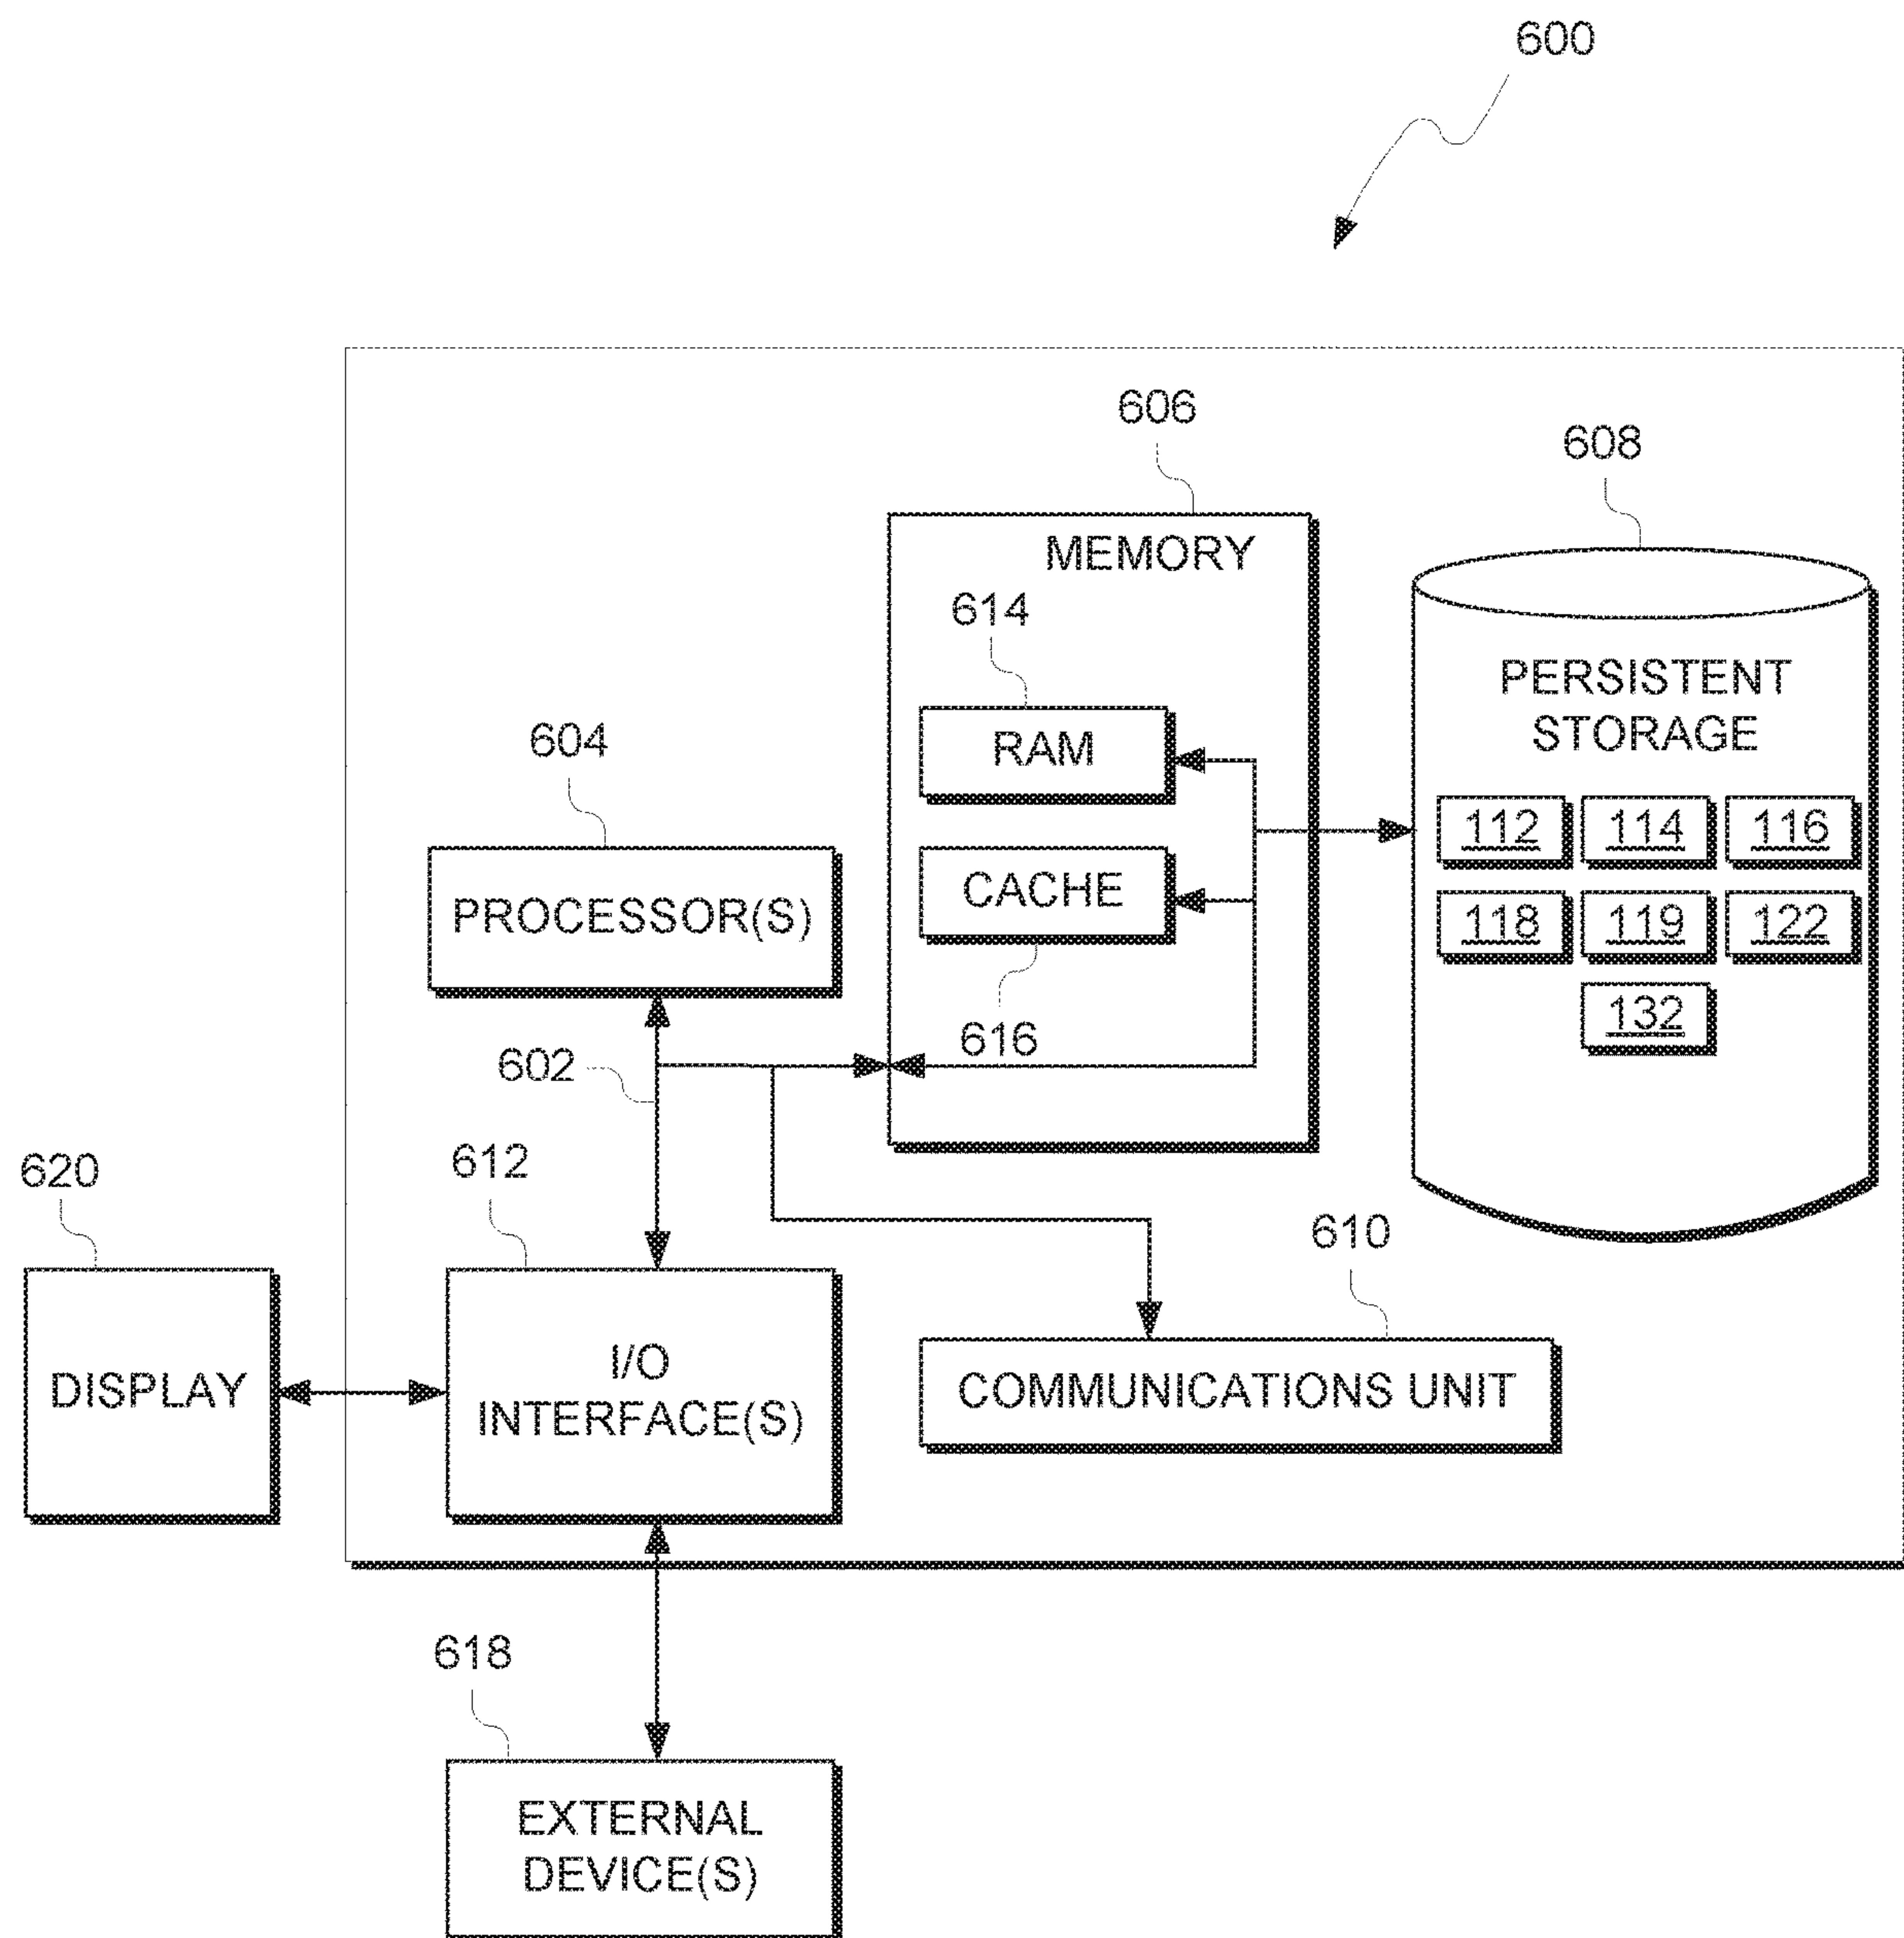 600
606
608
MEMORY
614
PERSISTENT
STORAGE
604
RAM
112 114 116
CACHE
PROCESSOR(S)
118 119 122
616
132
602
620
612
610
I/O
INTERFACE(S)
DISPLAY
COMMUNICATIONS UNIT
618
EXTERNAL
DEVICE(S)